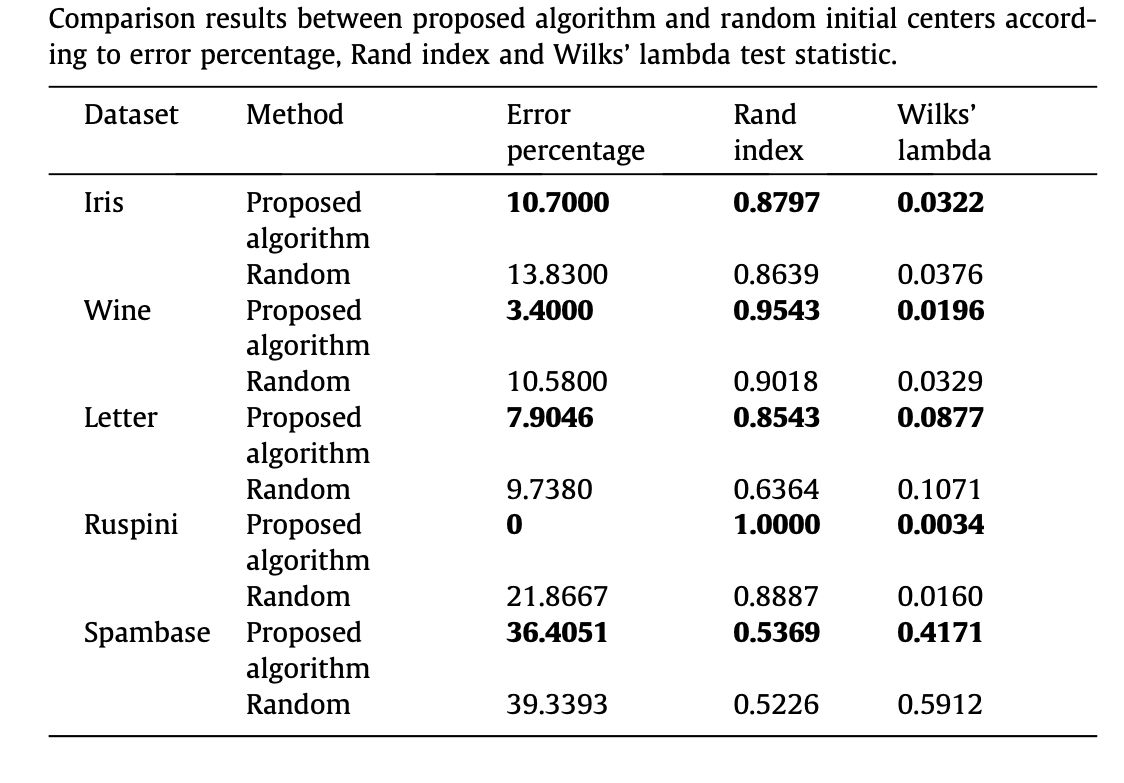 Comparison results between proposed algorithm and random initial centers accord-
ing to error percentage, Rand index and Wilks’ lambda test statistic.
Dataset Method Error percentage Rand index Wilks’ lambda
Iris Proposed algorithm 10.7000 0.8797 0.0322
Random 13.8300 0.8639 0.0376
Wine Proposed algorithm 3.4000 0.9543 0.0196
Random 10.5800 0.9018 0.0329
Letter Proposed algorithm 7.9046 0.8543 0.0877
Random 9.7380 0.6364 0.1071
Ruspini Proposed algorithm 0 1.0000 0.0034
Random 21.8667 0.8887 0.0160
Spambase Proposed algorithm 36.4051 0.5369 0.4171
Random 39.3393 0.5226 0.5912